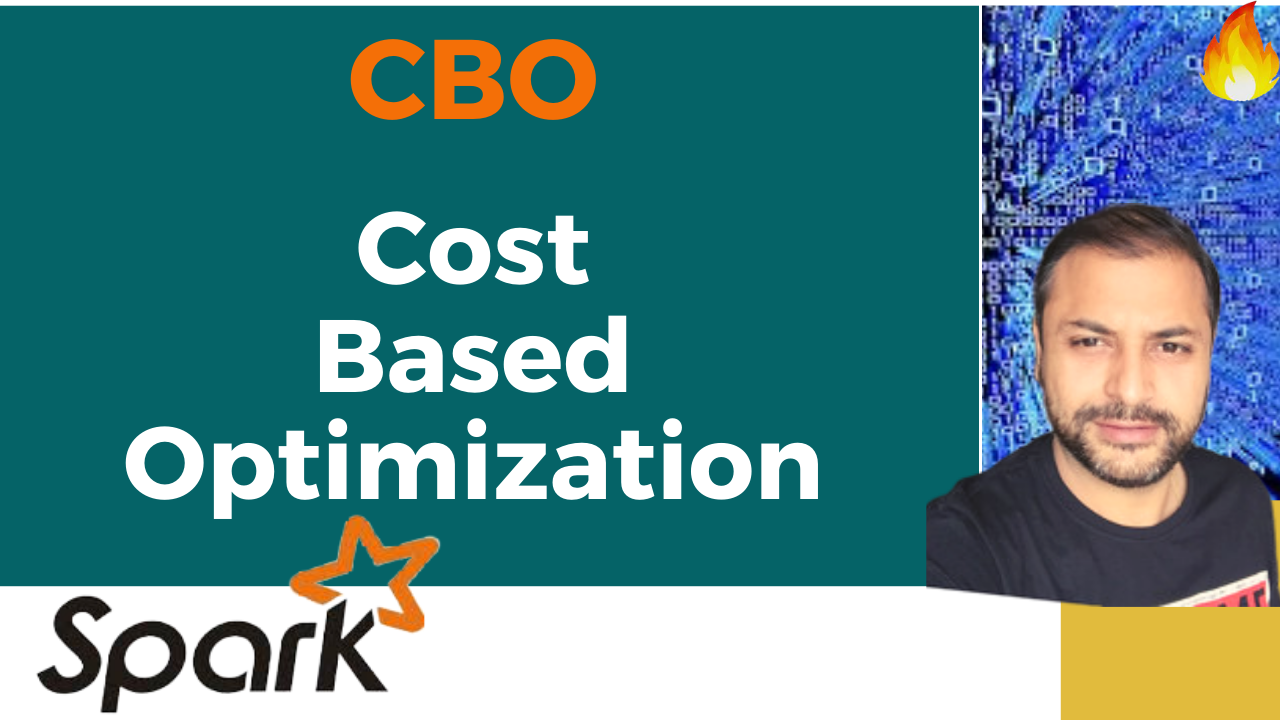 CBO
Cost
Based
Optimization
Spark